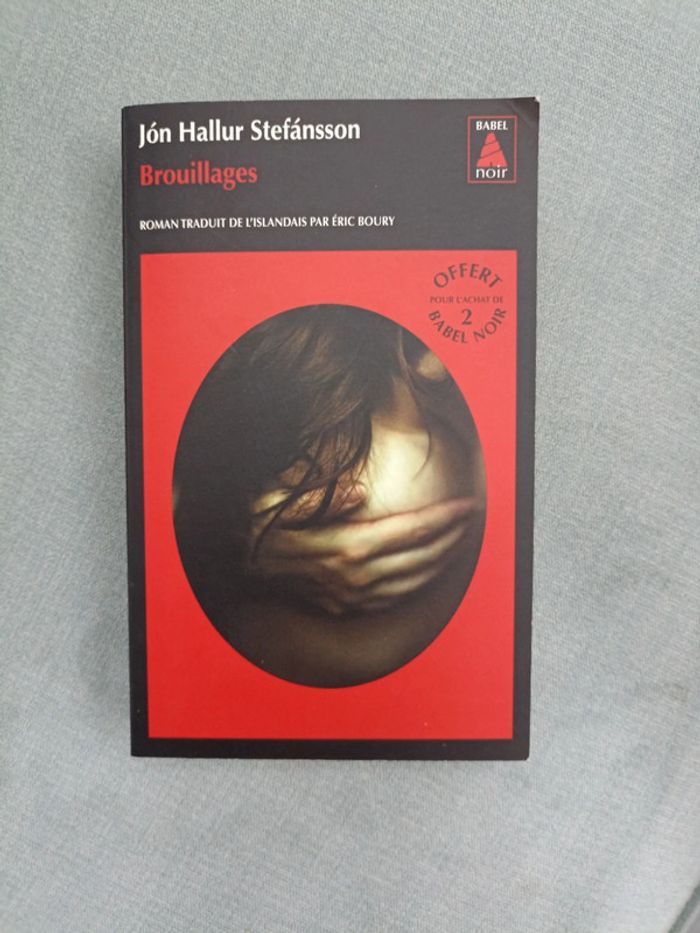 Jón Hallur Stefánsson
Brouillages
ROMAN TRADUIT DE L'ISLANDAIS PAR ÉRIC BOURY
BABEL
noir
OFFERT
POUR L'ACHAT DE
2
BABEL NOIR